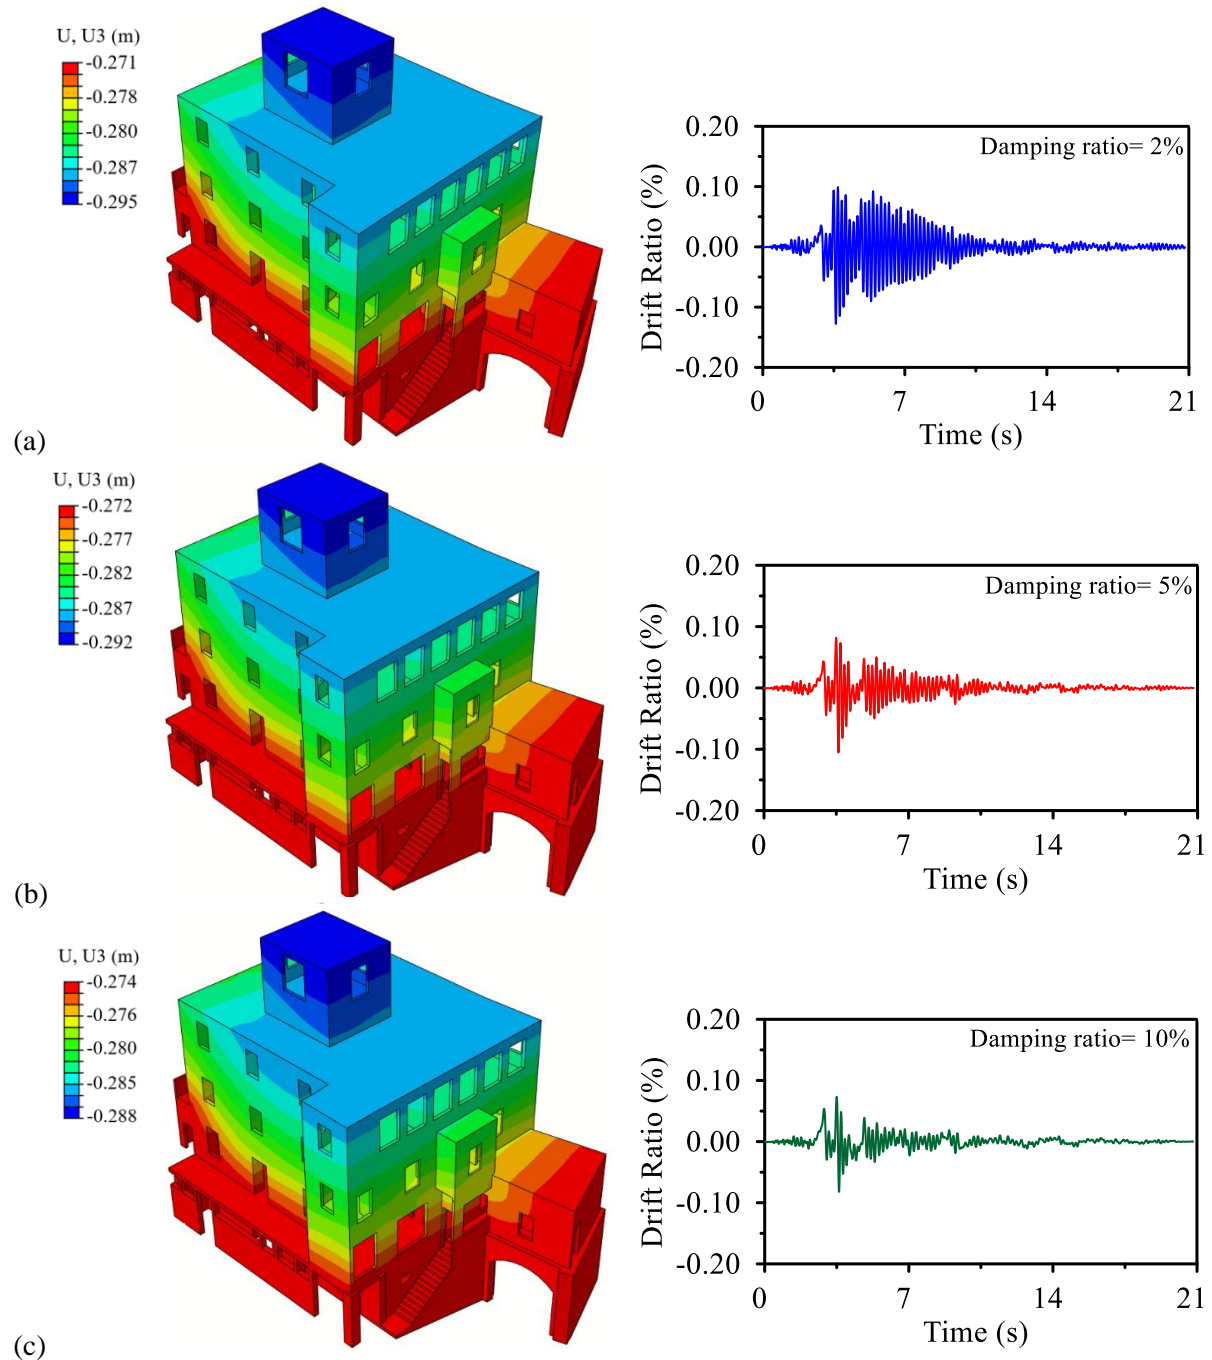 U, U3 (m)
-0.271
-0.278
-0.280
-0.287
-0.295
0.20
0.10
0.00
-0.10
-0.20
Drift Ratio (%)
Damping ratio= 2%
0
7
14
21
Time (s)
(a)
U, U3 (m)
-0.272
-0.277
-0.282
-0.287
-0.292
0.20
0.10
0.00
-0.10
-0.20
Drift Ratio (%)
Damping ratio= 5%
0
7
14
21
Time (s)
(b)
U, U3 (m)
-0.274
-0.276
-0.280
-0.285
-0.288
0.20
0.10
0.00
-0.10
-0.20
Drift Ratio (%)
Damping ratio= 10%
0
7
14
21
Time (s)
(c)